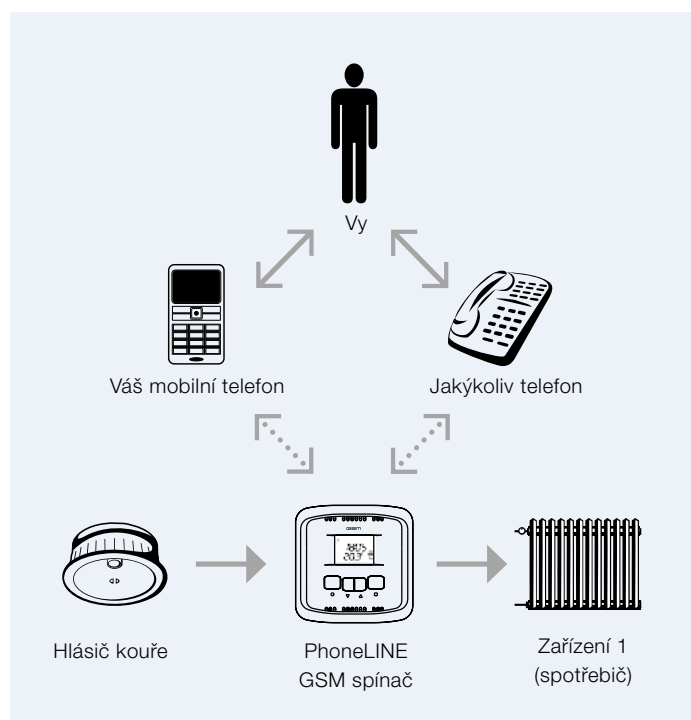 Vy
Váš mobilní telefon
Jakýkoliv telefon
Hlásič kouře
PhoneLINE
GSM spínač
Zařízení 1
(spotřebič)